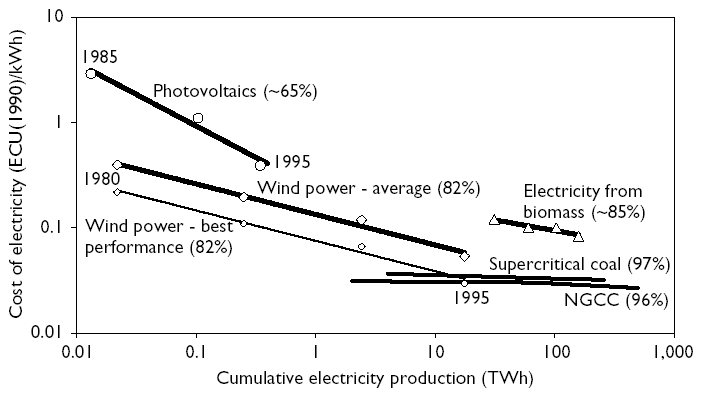 10
1985
Photovoltaics (~65%)
1
1995
1980
Wind power - average (82%)
Electricity from
biomass (~85%)
0.1
Wind power - best
performance (82%)
Supercritical coal (97%)
1995
NGCC (96%)
0.01
0.01 0.1 1 10 100 1,000
Cumulative electricity production (TWh)
Cost of electricity (ECU(1990)/kWh)